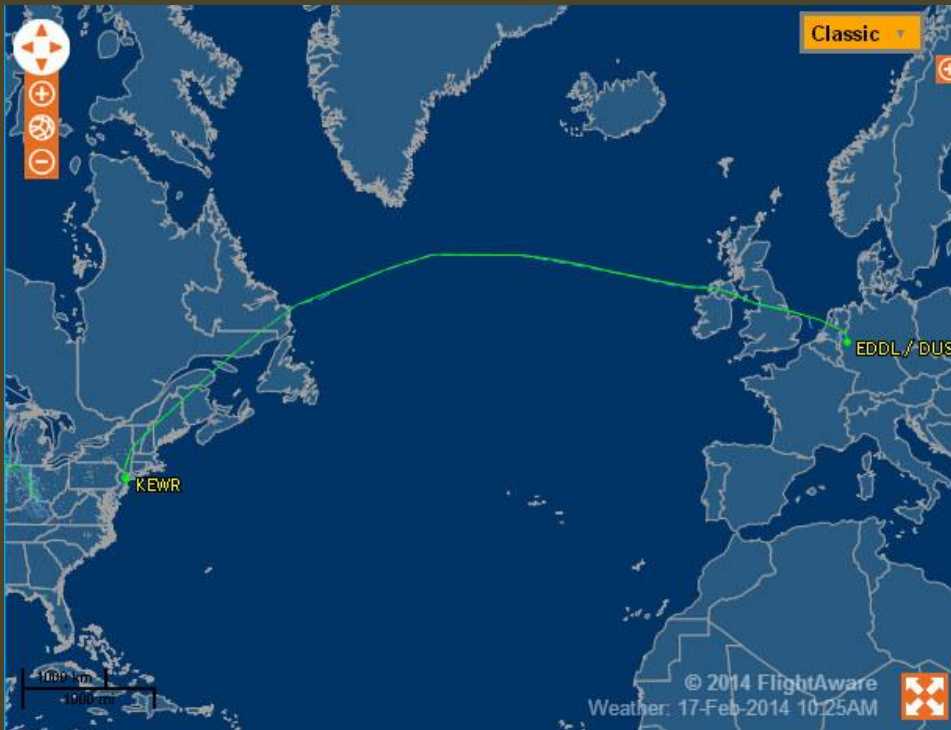 Classic
EDDL / DUS
KEWR
1000 km
1000 mi
© 2014 FlightAware
Weather: 17-Feb-2014 10:25AM